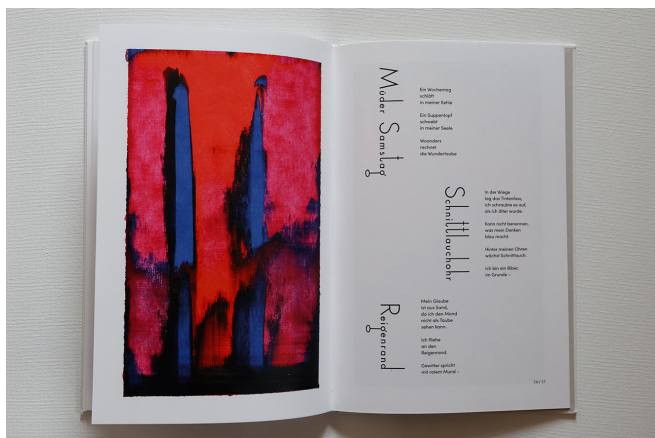 Müder Samstag
Ein Wochentag
schläft
in meiner Kehle
Ein Suppentopf
schwebt
in meiner Seele
Woanders
rechnet
die Wundertaube
Schnittlauchohr
In der Wiege
lag das Tintenfass,
ich schraubte es auf,
als ich älter wurde.
Kann nicht benennen,
was mein Denken
blau macht.
Hinter meinen Ohren
wächst Schnittlauch.
Ich bin ein Biber,
im Grunde –
Reigenrand
Mein Glaube
ist aus Sand,
da ich den Mond
nicht als Taube
sehen kann.
Ich fliehe
an den
Reigenrand.
Gewitter spricht
mit rotem Mund –